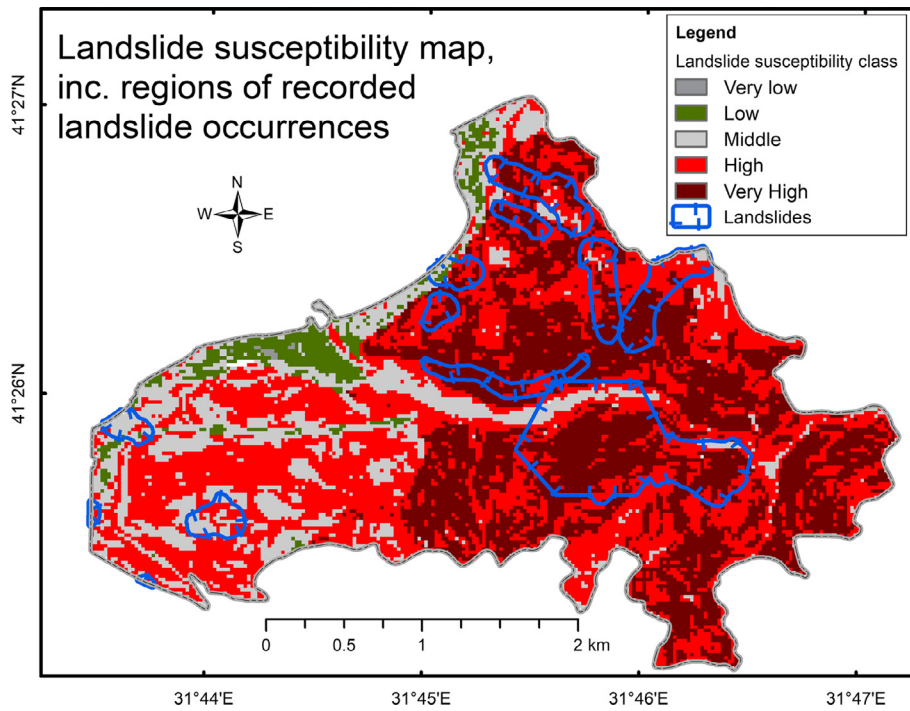 Landslide susceptibility map,
inc. regions of recorded
landslide occurrences
Legend
Landslide susceptibility class
Very low
Low
Middle
High
Very High
Landslides
N
W E
S
41°27'N
41°26'N
0 0.5 1 2 km
31°44'E 31°45'E 31°46'E 31°47'E